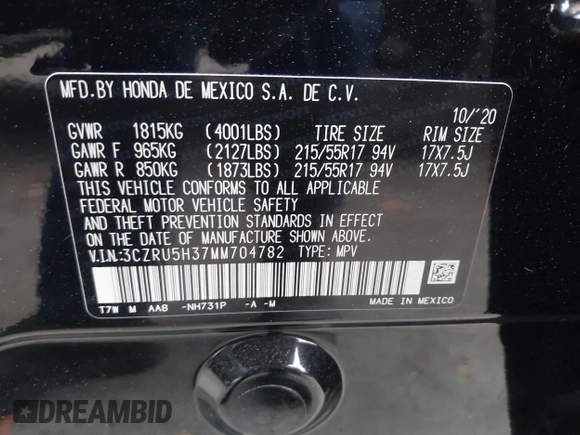 MFD.BY HONDA DE MEXICO S.A. DE C.V.
10/'20
GVWR 1815KG (4001LBS) TIRE SIZE RIM SIZE
GAWR F 965KG (2127LBS) 215/55R17 94V 17X7.5J
GAWR R 850KG (1873LBS) 215/55R17 94V 17X7.5J
THIS VEHICLE CONFORMS TO ALL APPLICABLE
FEDERAL MOTOR VEHICLE SAFETY
AND THEFT PREVENTION STANDARDS IN EFFECT
ON THE DATE OF MANUFACTURE SHOWN ABOVE.
V.I.N:3CZRU5H37MM704782 TYPE: MPV
T7W M AA8 -NH731P -A -M MADE IN MEXICO
DREAMBID